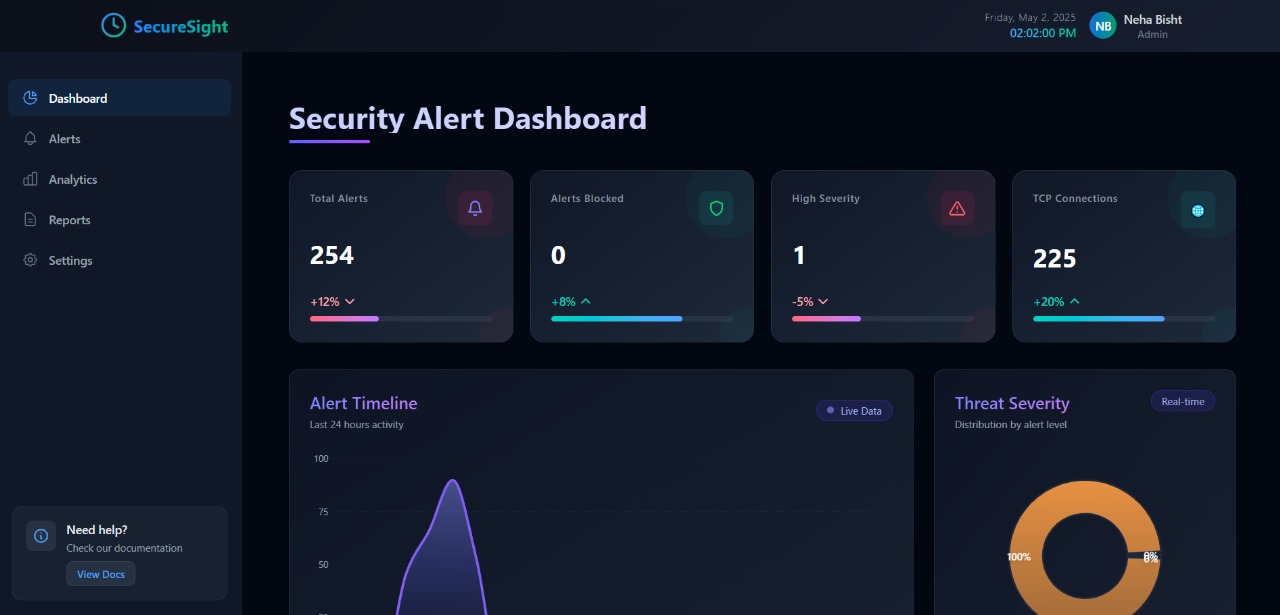 SecureSight
Friday, May 2, 2025
02:02:00 PM
NB
Neha Bisht
Admin
Dashboard
Alerts
Analytics
Reports
Settings
Need help?
Check our documentation
View Docs
Security Alert Dashboard
Total Alerts
254
+12%
Alerts Blocked
0
+8%
High Severity
1
-5%
TCP Connections
225
+20%
Alert Timeline
Last 24 hours activity
Live Data
100
75
50
Threat Severity
Distribution by alert level
Real-time
100%
0%
0%